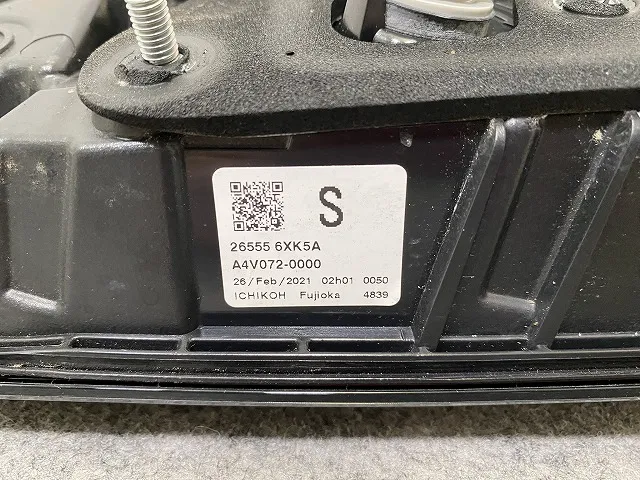 S
26555 6XK5A
A4V072-0000
26/Feb/2021 02h01 0050
ICHIKOH Fujioka 4839